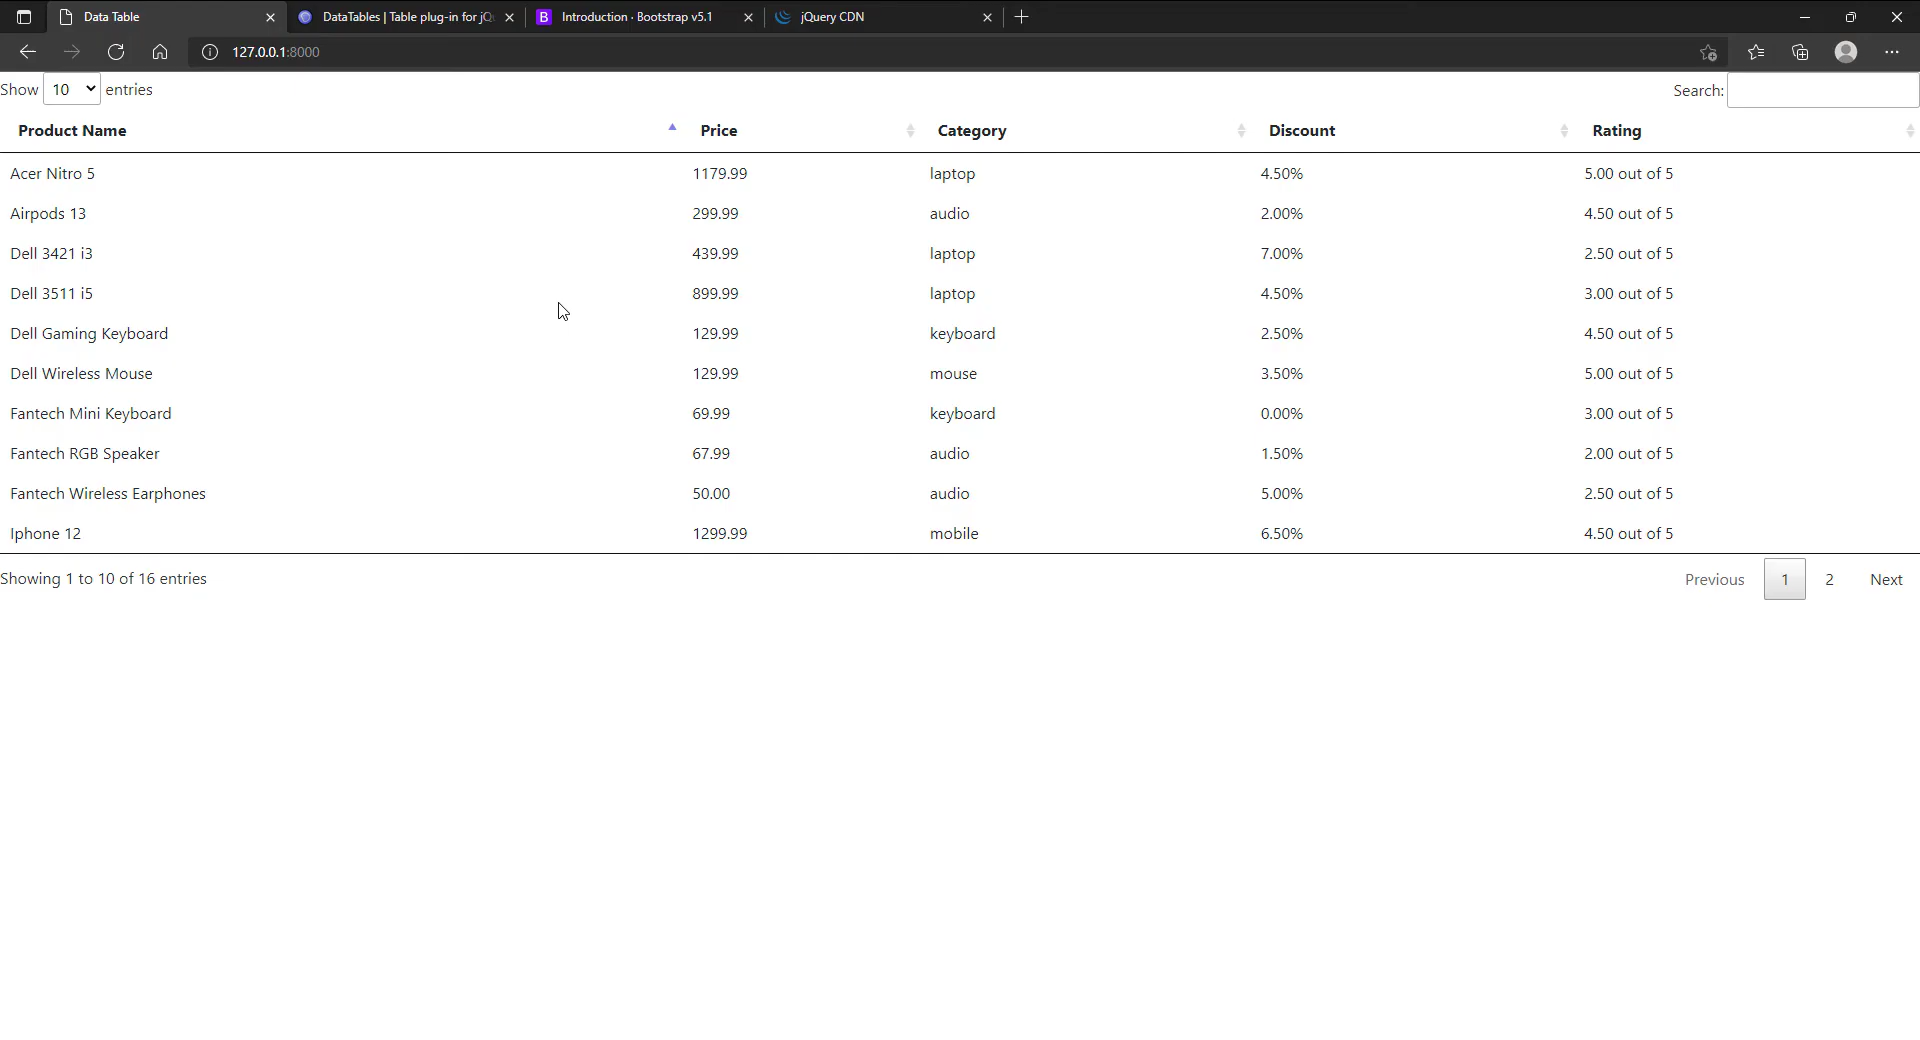 Data Table DataTables | Table plug-in for jQ Introduction · Bootstrap v5.1 jQuery CDN
127.0.0.1:8000
Show 10 entries Search:
Product Name Price Category Discount Rating
Acer Nitro 5 1179.99 laptop 4.50% 5.00 out of 5
Airpods 13 299.99 audio 2.00% 4.50 out of 5
Dell 3421 i3 439.99 laptop 7.00% 2.50 out of 5
Dell 3511 i5 899.99 laptop 4.50% 3.00 out of 5
Dell Gaming Keyboard 129.99 keyboard 2.50% 4.50 out of 5
Dell Wireless Mouse 129.99 mouse 3.50% 5.00 out of 5
Fantech Mini Keyboard 69.99 keyboard 0.00% 3.00 out of 5
Fantech RGB Speaker 67.99 audio 1.50% 2.00 out of 5
Fantech Wireless Earphones 50.00 audio 5.00% 2.50 out of 5
Iphone 12 1299.99 mobile 6.50% 4.50 out of 5
Showing 1 to 10 of 16 entries Previous 1 2 Next